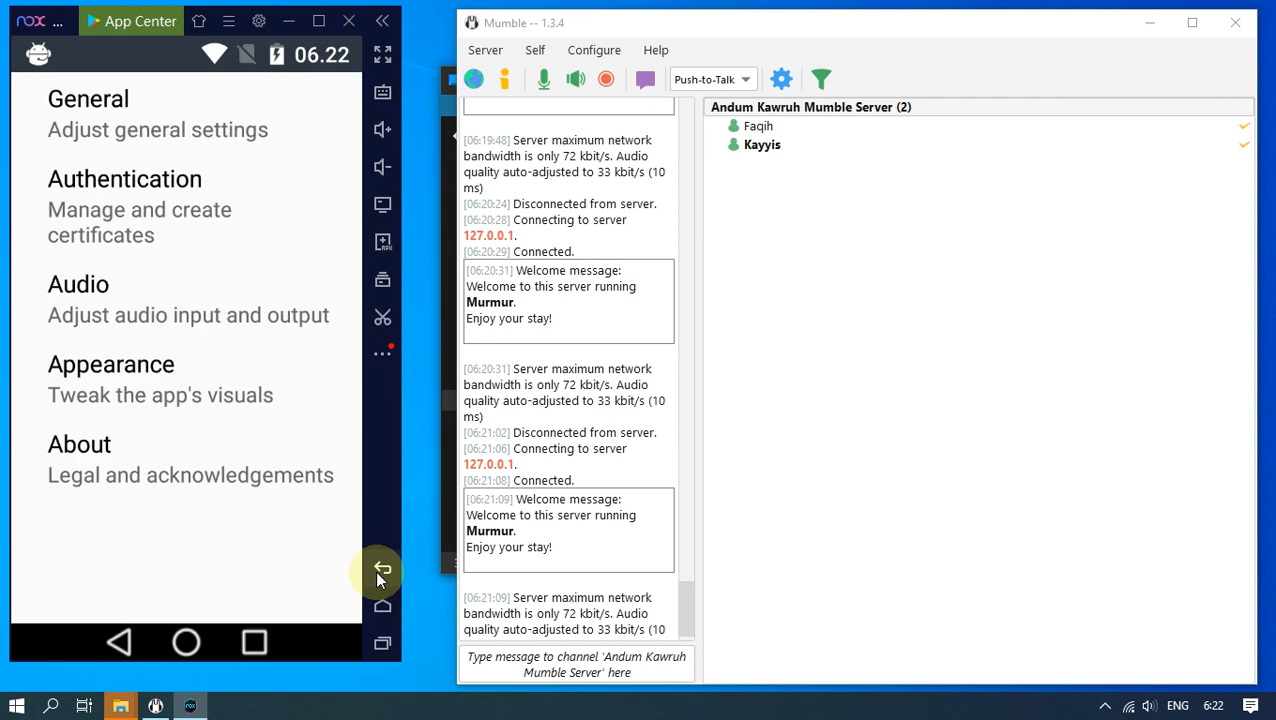 nox ...
App Center
06.22
General
Adjust general settings
Authentication
Manage and create
certificates
Audio
Adjust audio input and output
Appearance
Tweak the app's visuals
About
Legal and acknowledgements
Mumble -- 1.3.4
Server Self Configure Help
Push-to-Talk
[06:19:48] Server maximum network
bandwidth is only 72 kbit/s. Audio
quality auto-adjusted to 33 kbit/s (10
ms)
[06:20:24] Disconnected from server.
[06:20:28] Connecting to server
127.0.0.1.
[06:20:29] Connected.
[06:20:31] Welcome message:
Welcome to this server running
Murmur.
Enjoy your stay!
[06:20:31] Server maximum network
bandwidth is only 72 kbit/s. Audio
quality auto-adjusted to 33 kbit/s (10
ms)
[06:21:02] Disconnected from server.
[06:21:06] Connecting to server
127.0.0.1.
[06:21:08] Connected.
[06:21:09] Welcome message:
Welcome to this server running
Murmur.
Enjoy your stay!
[06:21:09] Server maximum network
bandwidth is only 72 kbit/s. Audio
quality auto-adjusted to 33 kbit/s (10
Type message to channel 'Andum Kawruh
Mumble Server' here
Andum Kawruh Mumble Server (2)
Faqih
Kayyis
ENG 6:22